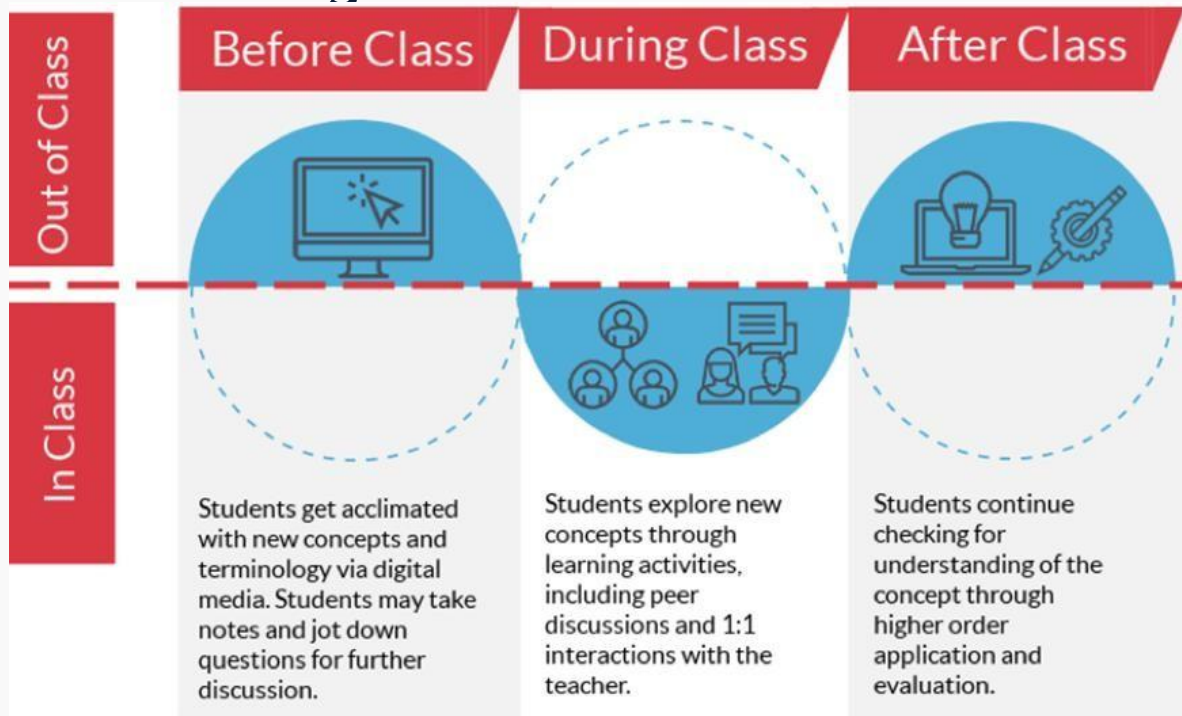 Before Class
During Class
After Class
Out of Class
In Class
Students get acclimated
with new concepts and
terminology via digital
media. Students may take
notes and jot down
questions for further
discussion.
Students explore new
concepts through
learning activities,
including peer
discussions and 1:1
interactions with the
teacher.
Students continue
checking for
understanding of the
concept through
higher order
application and
evaluation.